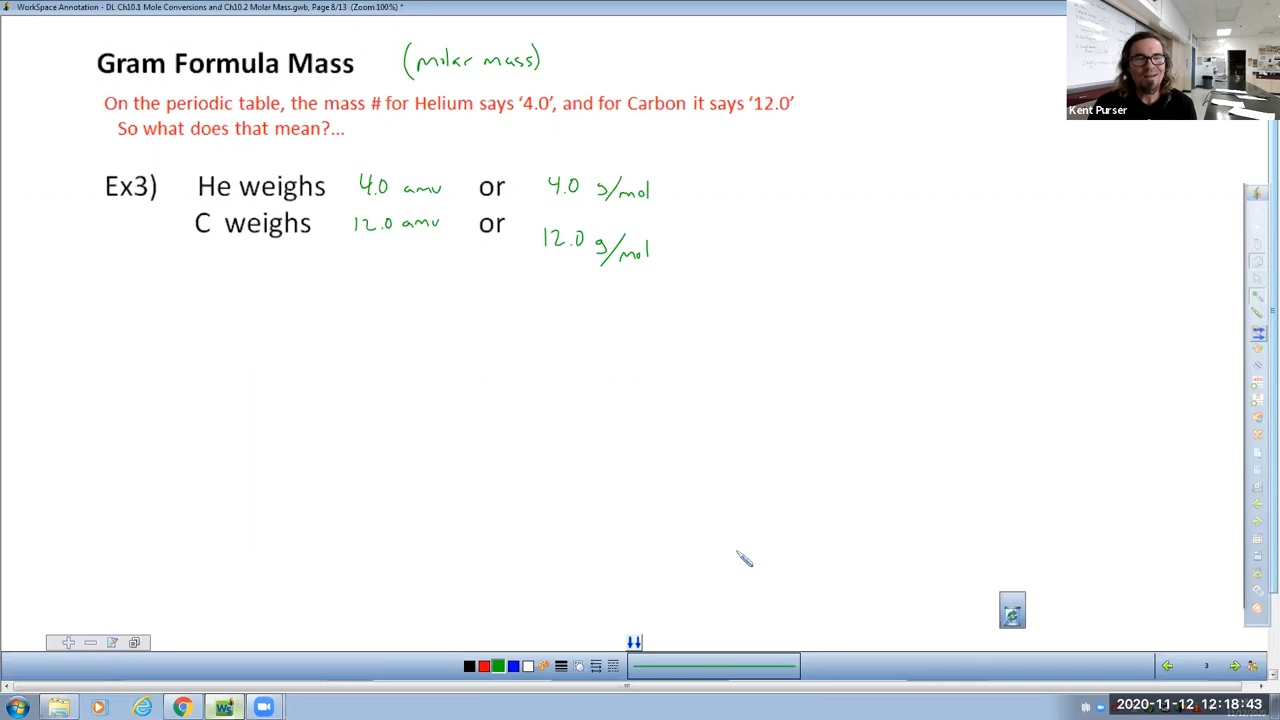 WorkSpace Annotation - DL Ch10.1 Mole Conversions and Ch10.2 Molar Mass.gwb, Page 8/13 (Zoom 100%) *
Gram Formula Mass (molar mass)
Kent Purser
On the periodic table, the mass # for Helium says '4.0', and for Carbon it says '12.0'
So what does that mean?...
Ex3) He weighs 4.0 amu or 4.0 g/mol
C weighs 12.0 amu or 12.0 g/mol
3
2020-11-12 12:18:43